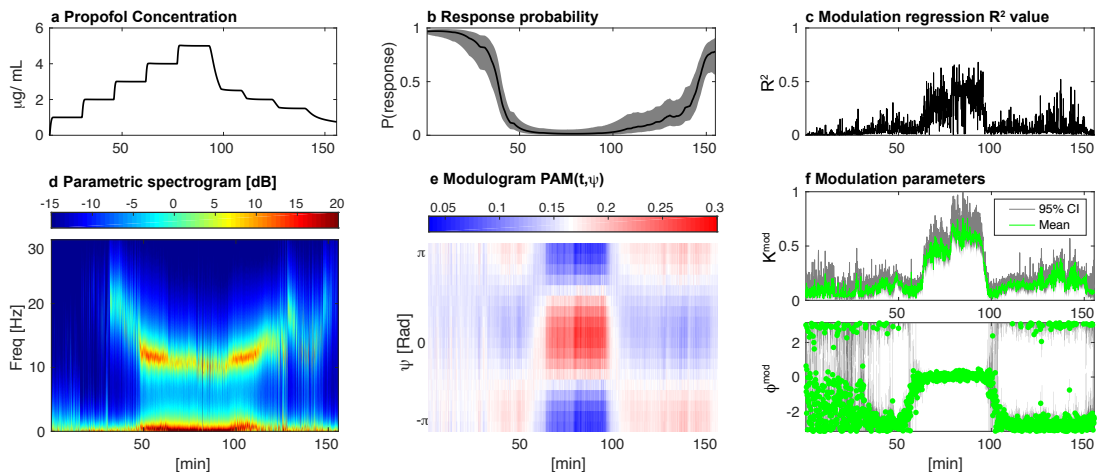 a Propofol Concentration
6
4
2
0
μg/ mL
50
100
150
b Response probability
1
0.5
0
P(response)
50
100
150
c Modulation regression R² value
1
0.5
0
R²
50
100
150
d Parametric spectrogram [dB]
-15 -10 -5 0 5 10 15 20
30
20
10
0
Freq [Hz]
50
100
150
[min]
e Modulogram PAM(t,ψ)
0.05 0.1 0.15 0.2 0.25 0.3
π
0
-π
Ψ [Rad]
50
100
150
[min]
f Modulation parameters
1
0.5
0
K^mod
95% CI
Mean
2
0
-2
ϕ^mod
50
100
150
[min]